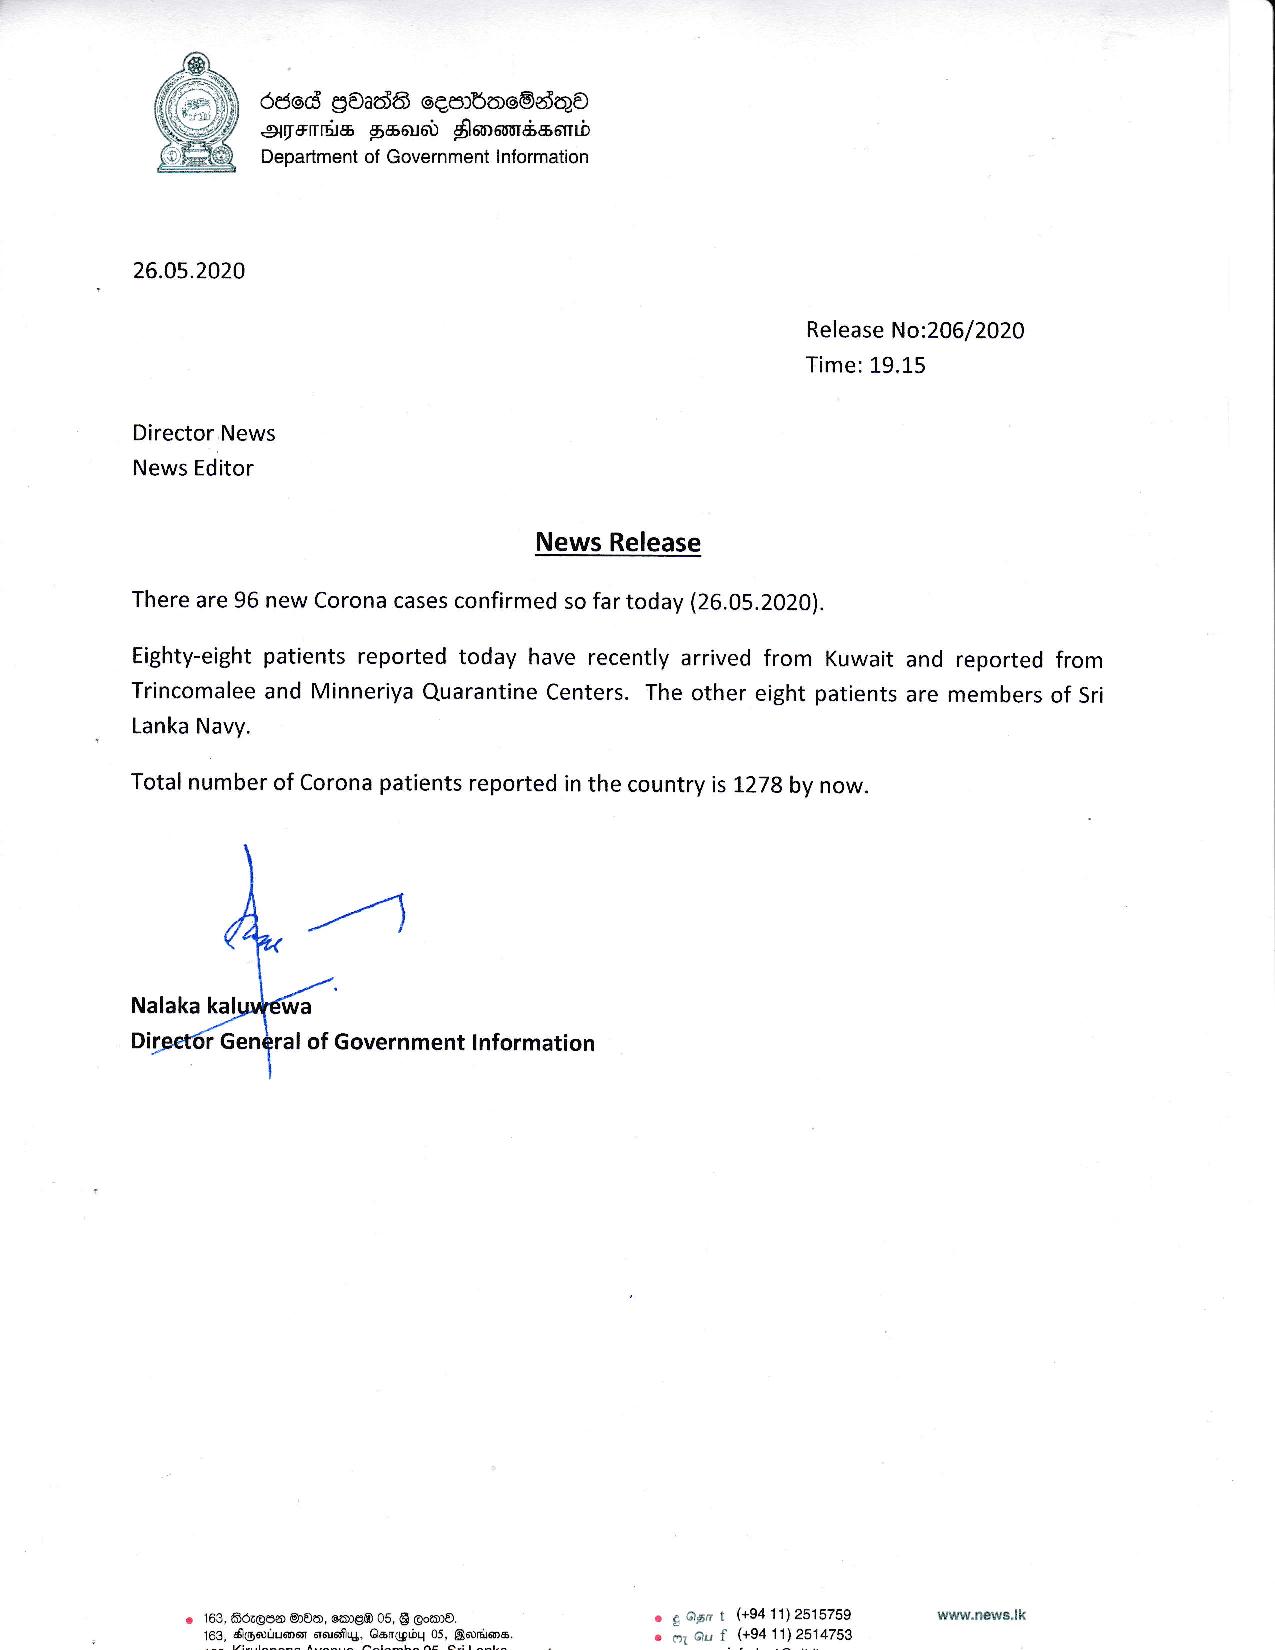 රජයේ ප්‍රවෘත්ති දෙපාර්තමේන්තුව
அரசாங்க தகவல் திணைக்களம்
Department of Government Information
26.05.2020
Release No:206/2020
Time: 19.15
Director News
News Editor
News Release
There are 96 new Corona cases confirmed so far today (26.05.2020).
Eighty-eight patients reported today have recently arrived from Kuwait and reported from
Trincomalee and Minneriya Quarantine Centers. The other eight patients are members of Sri
Lanka Navy.
Total number of Corona patients reported in the country is 1278 by now.
Nalaka kaluwewa
Director General of Government Information
163, කිරුලපන මාවත, කොළඹ 05, ශ්‍රී ලංකාව.
163, கிருலப்பனை எவனியூ, கொழும்பு 05, இலங்கை.
දු தொ t (+94 11) 2515759
ෆැ பெ f (+94 11) 2514753
www.news.lk